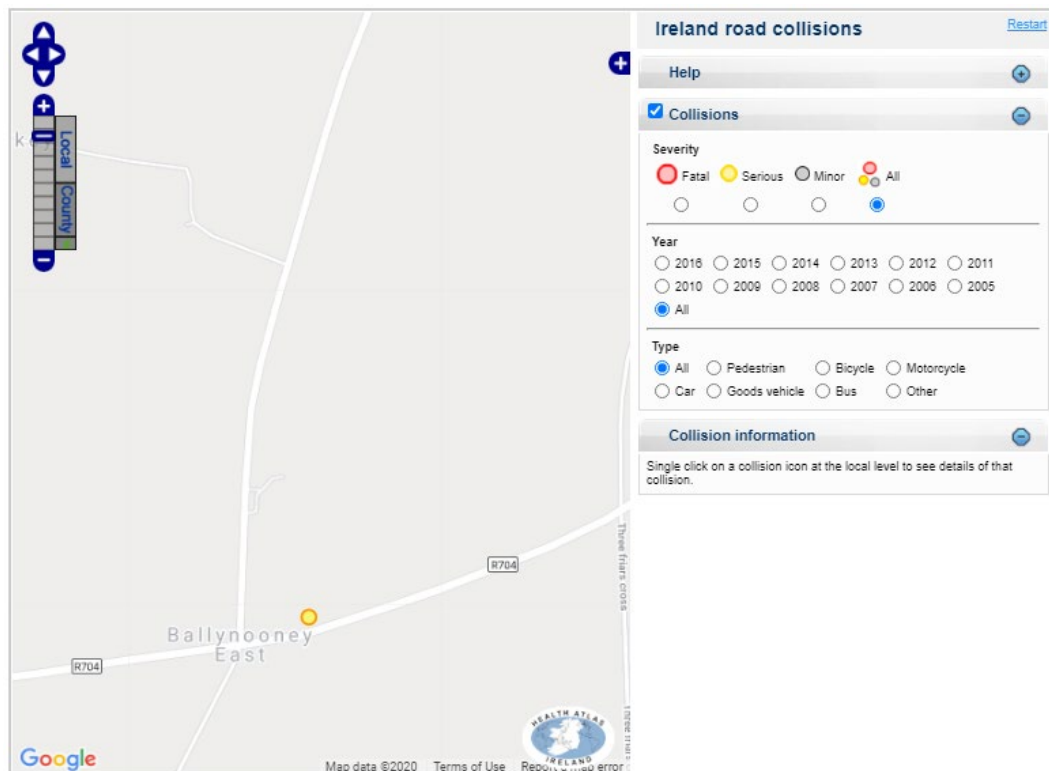 Ireland road collisions
Restart
Help
Collisions
Severity
Fatal Serious Minor All
Year
2016 2015 2014 2013 2012 2011
2010 2009 2008 2007 2006 2005
All
Type
All Pedestrian Bicycle Motorcycle
Car Goods vehicle Bus Other
Collision information
Single click on a collision icon at the local level to see details of that
collision.
Local
County
R704
Three friars cross
Ballynooney
East
R704
HEALTH ATLAS
IRELAND
Google
Map data ©2020 Terms of Use Report a map error